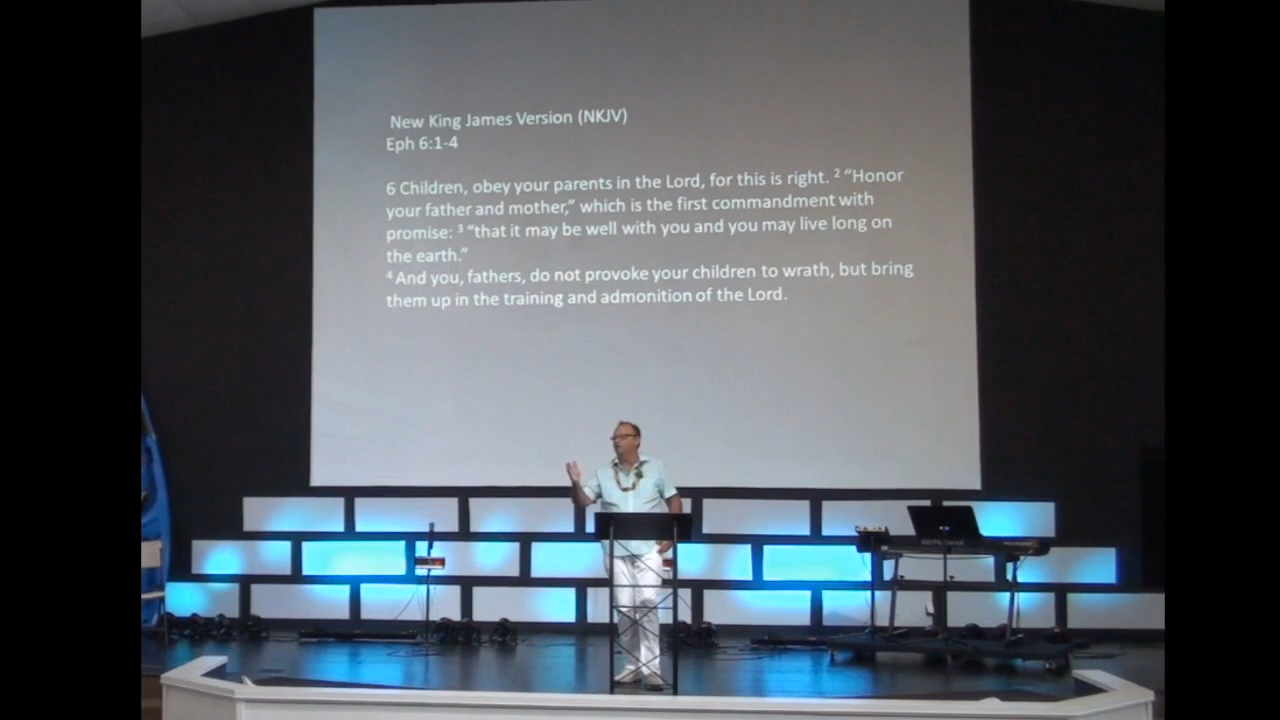 New King James Version (NKJV)
Eph 6:1-4
6 Children, obey your parents in the Lord, for this is right. ² “Honor
your father and mother,” which is the first commandment with
promise: ³ “that it may be well with you and you may live long on
the earth.”
⁴ And you, fathers, do not provoke your children to wrath, but bring
them up in the training and admonition of the Lord.